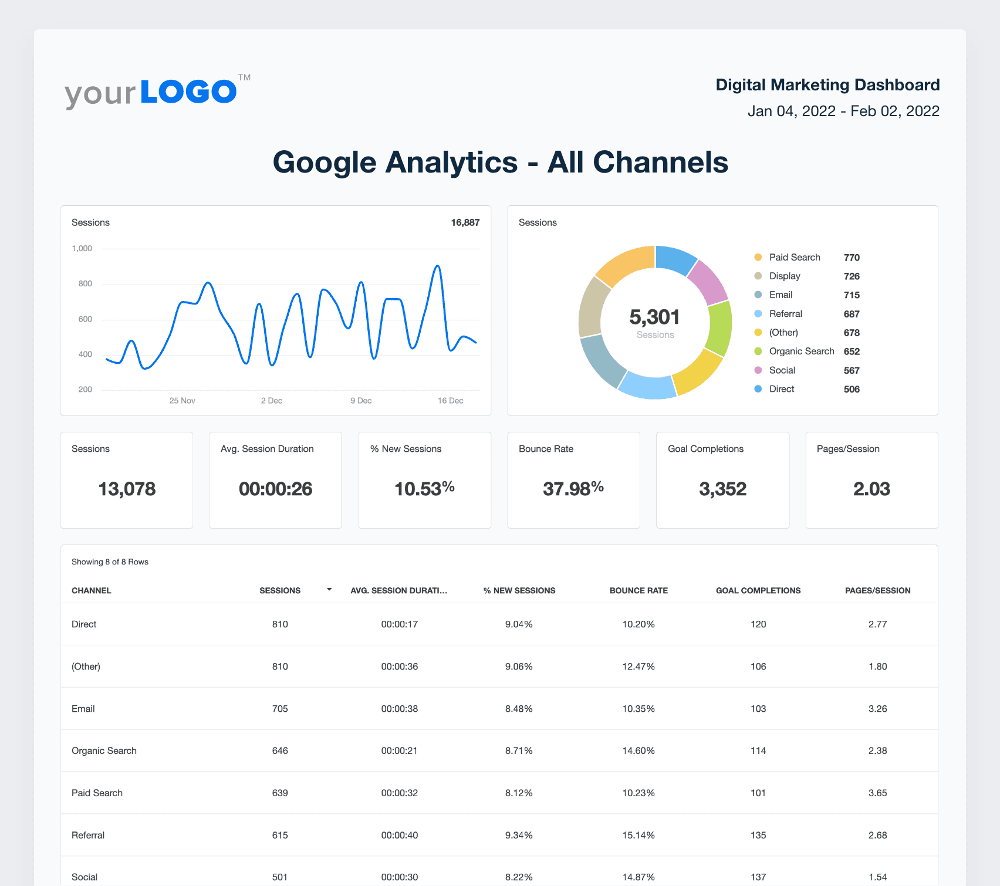 yourLOGO™
Digital Marketing Dashboard
Jan 04, 2022 - Feb 02, 2022
Google Analytics - All Channels
Sessions 16,887
1,000
800
600
400
200
25 Nov 2 Dec 9 Dec 16 Dec
Sessions
5,301
Sessions
Paid Search 770
Display 726
Email 715
Referral 687
(Other) 678
Organic Search 652
Social 567
Direct 506
Sessions
13,078
Avg. Session Duration
00:00:26
% New Sessions
10.53%
Bounce Rate
37.98%
Goal Completions
3,352
Pages/Session
2.03
Showing 8 of 8 Rows
CHANNEL SESSIONS AVG. SESSION DURATI... % NEW SESSIONS BOUNCE RATE GOAL COMPLETIONS PAGES/SESSION
Direct 810 00:00:17 9.04% 10.20% 120 2.77
(Other) 810 00:00:36 9.06% 12.47% 106 1.80
Email 705 00:00:38 8.48% 10.35% 103 3.26
Organic Search 646 00:00:21 8.71% 14.60% 114 2.38
Paid Search 639 00:00:32 8.12% 10.23% 101 3.65
Referral 615 00:00:40 9.34% 15.14% 135 2.68
Social 501 00:00:30 8.22% 14.87% 137 1.54